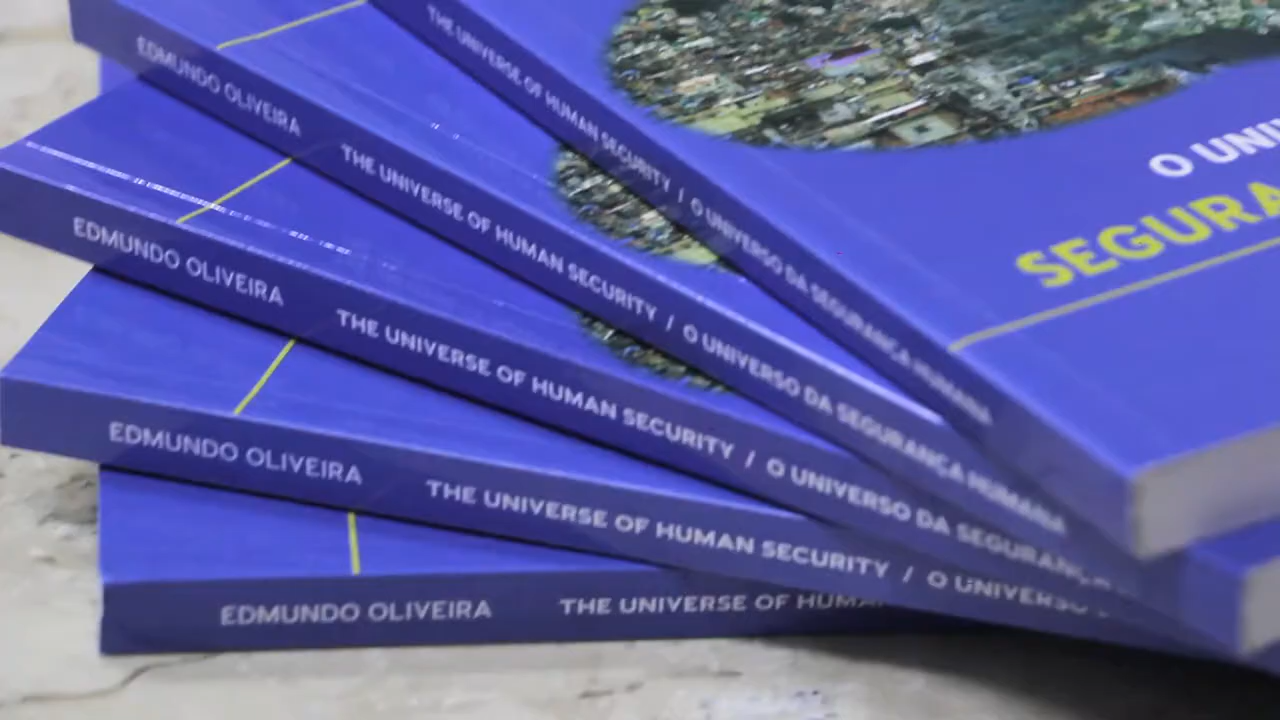 THE UNIVERSE OF HUMAN SECURITY / O UNIVERSO DA SEGURANÇA HUMANA
O UNI
SEGURA
EDMUNDO OLIVEIRA THE UNIVERSE OF HUMAN SECURITY / O UNIVERSO DA SEGURANÇA HUMANA
EDMUNDO OLIVEIRA THE UNIVERSE OF HUMAN SECURITY / O UNIVERSO DA SEGURANÇA
EDMUNDO OLIVEIRA THE UNIVERSE OF HUMAN SECURITY / O UNIVERSO
EDMUNDO OLIVEIRA THE UNIVERSE OF HUMA